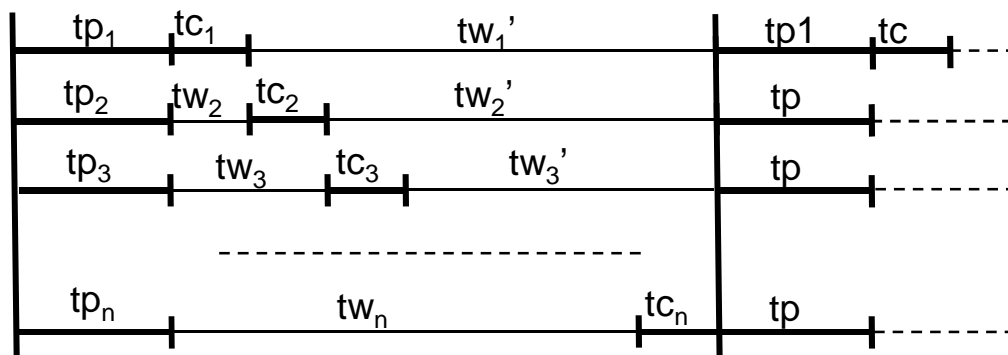 tp₁ tc₁ tw₁’ tp1 tc
tp₂ tw₂ tc₂ tw₂’ tp
tp₃ tw₃ tc₃ tw₃’ tp
tpₙ twₙ tcₙ tp